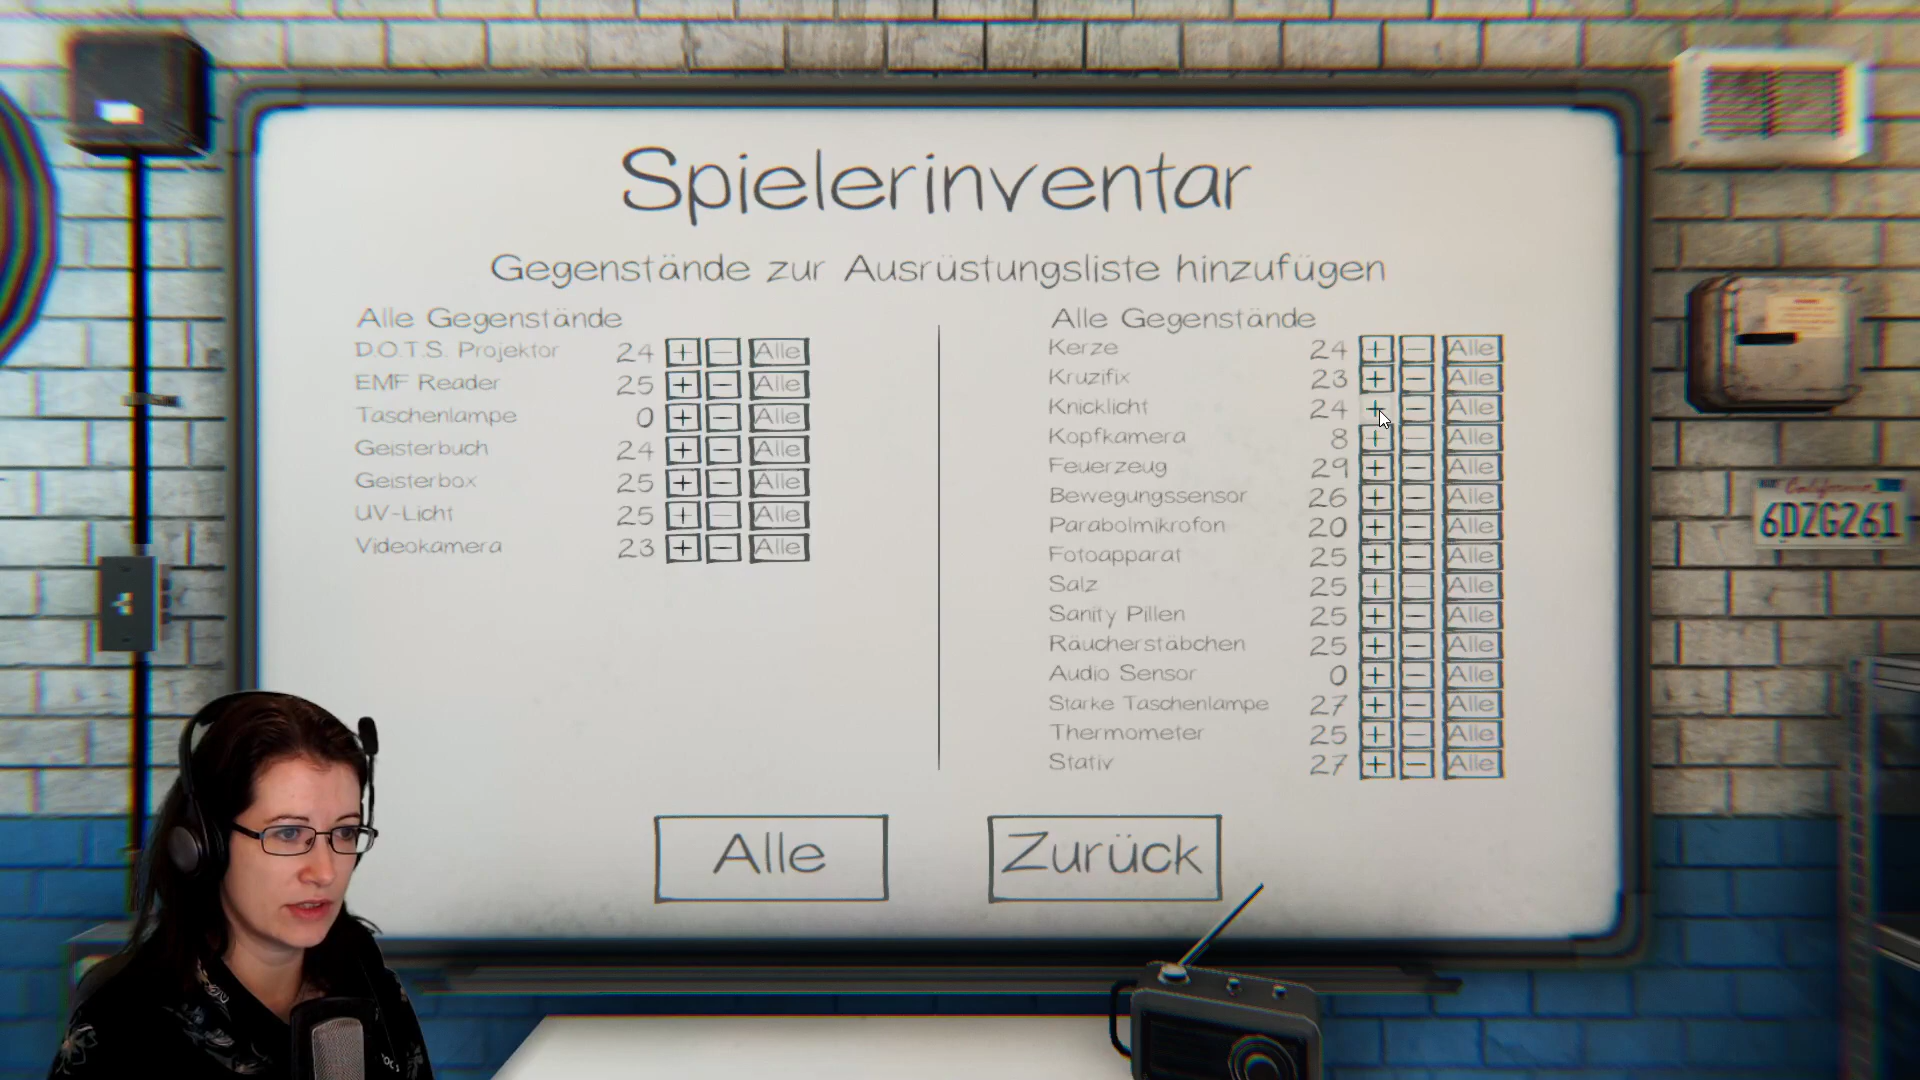 Spielerinventar
Gegenstände zur Ausrüstungsliste hinzufügen
Alle Gegenstände
D.O.T.S. Projektor 24 + - Alle
EMF Reader 25 + - Alle
Taschenlampe 0 + - Alle
Geisterbuch 24 + - Alle
Geisterbox 25 + - Alle
UV-Licht 25 + - Alle
Videokamera 23 + - Alle
Alle Gegenstände
Kerze 24 + - Alle
Kruzifix 23 + - Alle
Knicklicht 24 + - Alle
Kopfkamera 8 + - Alle
Feuerzeug 29 + - Alle
Bewegungssensor 26 + - Alle
Parabolmikrofon 20 + - Alle
Fotoapparat 25 + - Alle
Salz 25 + - Alle
Sanity Pillen 25 + - Alle
Räucherstäbchen 25 + - Alle
Audio Sensor 0 + - Alle
Starke Taschenlampe 27 + - Alle
Thermometer 25 + - Alle
Stativ 27 + - Alle
Alle
Zurück
California
6DZG261